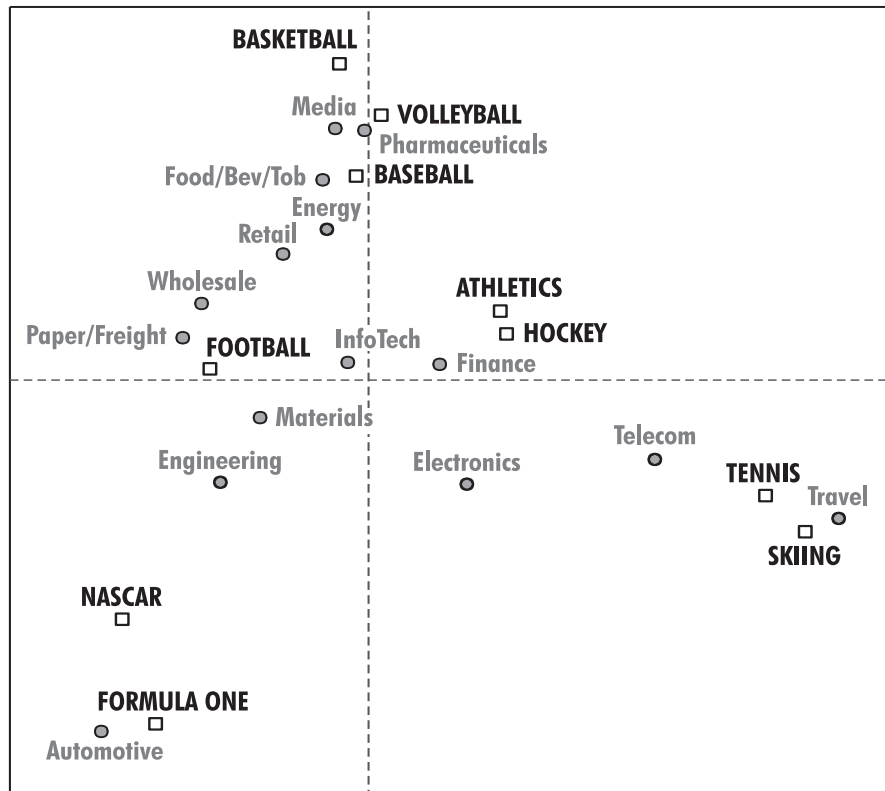 BASKETBALL
Media
VOLLEYBALL
Pharmaceuticals
Food/Bev/Tob
BASEBALL
Energy
Retail
Wholesale
ATHLETICS
Paper/Freight
FOOTBALL
InfoTech
HOCKEY
Finance
Materials
Engineering
Electronics
Telecom
TENNIS
Travel
SKIING
NASCAR
FORMULA ONE
Automotive